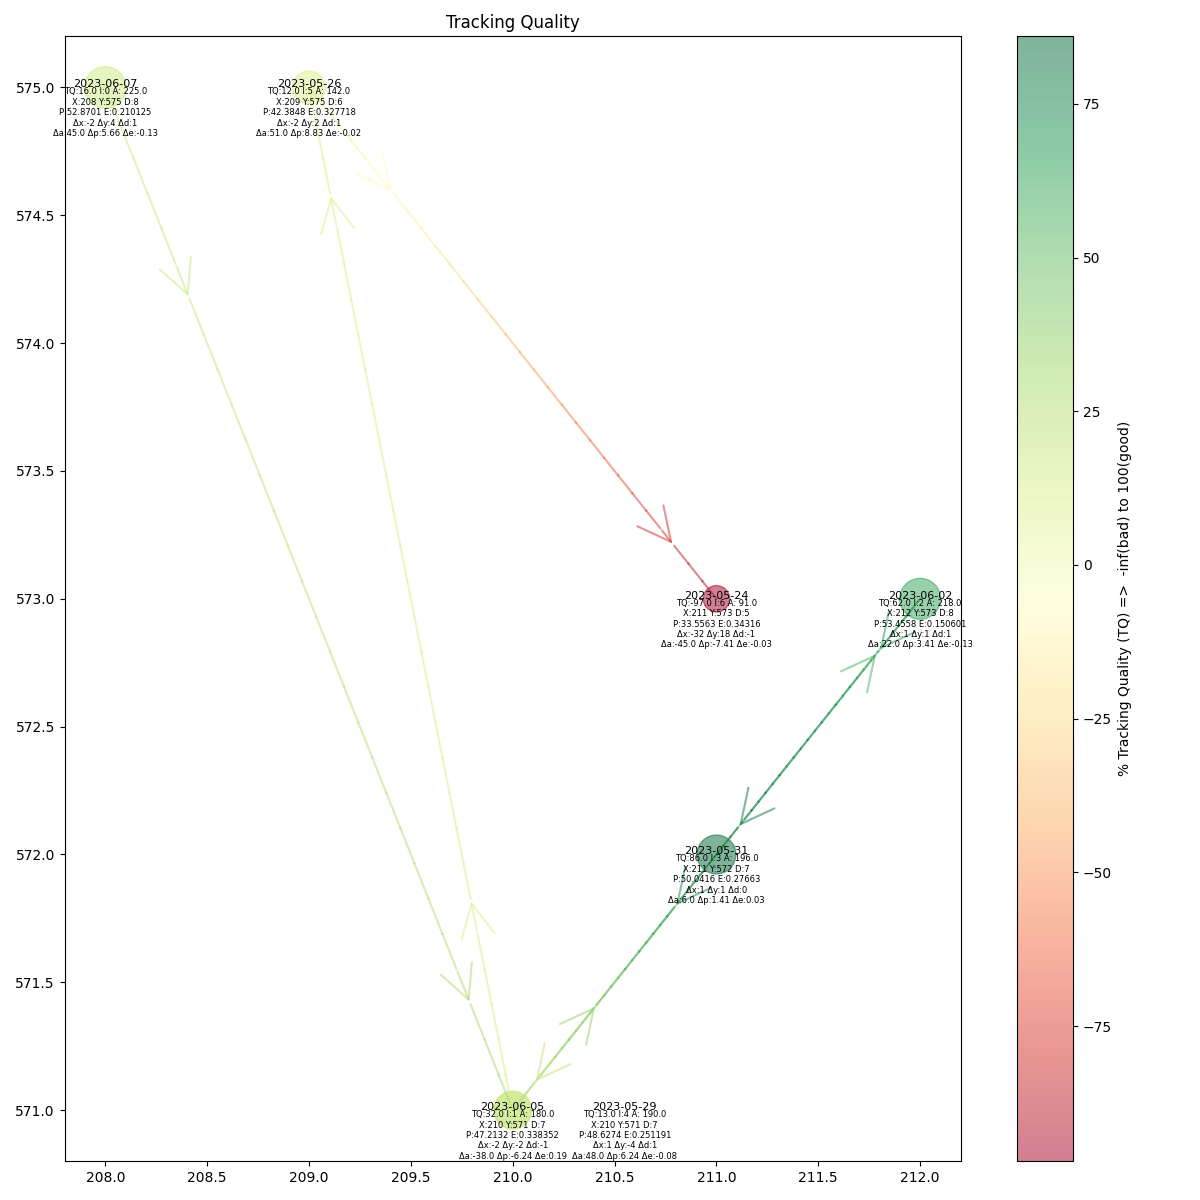 Tracking Quality
575.0
574.5
574.0
573.5
573.0
572.5
572.0
571.5
571.0
2023-06-07
TQ:16.0 I:0 A: 225.0
X:208 Y:575 D:8
P:52.8701 E:0.210125
Δx:-2 Δy:4 Δd:1
Δa:45.0 Δp:5.66 Δe:-0.13
2023-05-26
TQ:12.0 I:5 A: 142.0
X:209 Y:575 D:6
P:42.3848 E:0.327718
Δx:-2 Δy:2 Δd:1
Δa:51.0 Δp:8.83 Δe:-0.02
2023-05-24
TQ:-97.0 I:6 A: 91.0
X:211 Y:573 D:5
P:33.5563 E:0.34316
Δx:-32 Δy:18 Δd:-1
Δa:-45.0 Δp:-7.41 Δe:-0.03
2023-06-02
TQ:62.0 I:2 A: 218.0
X:212 Y:573 D:8
P:53.4558 E:0.150601
Δx:1 Δy:1 Δd:1
Δa:22.0 Δp:3.41 Δe:-0.13
2023-05-31
TQ:86.0 I:3 A: 196.0
X:211 Y:572 D:7
P:50.0416 E:0.27663
Δx:1 Δy:1 Δd:0
Δa:6.0 Δp:1.41 Δe:0.03
2023-06-05
TQ:32.0 I:1 A: 180.0
X:210 Y:571 D:7
P:47.2132 E:0.338352
Δx:-2 Δy:-2 Δd:-1
Δa:-38.0 Δp:-6.24 Δe:0.19
2023-05-29
TQ:13.0 I:4 A: 190.0
X:210 Y:571 D:7
P:48.6274 E:0.251191
Δx:1 Δy:-4 Δd:1
Δa:48.0 Δp:6.24 Δe:-0.08
208.0 208.5 209.0 209.5 210.0 210.5 211.0 211.5 212.0
75
50
25
0
−25
−50
−75
% Tracking Quality (TQ) => -inf(bad) to 100(good)